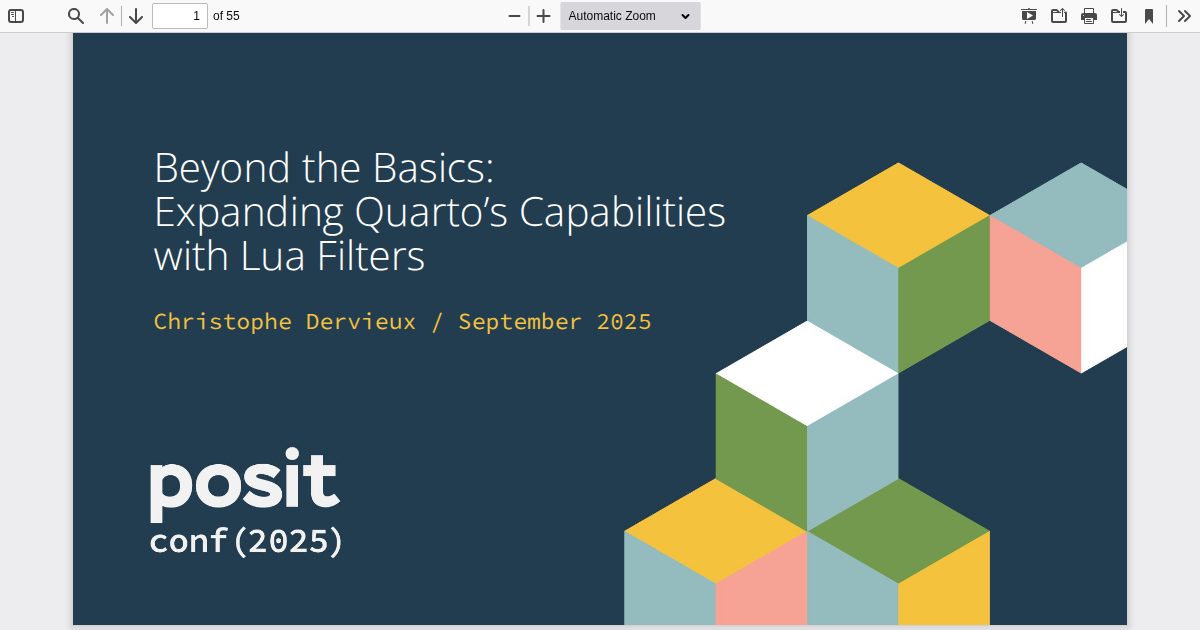 1 of 55
Automatic Zoom
Beyond the Basics:
Expanding Quarto’s Capabilities
with Lua Filters
Christophe Dervieux / September 2025
posit
conf(2025)